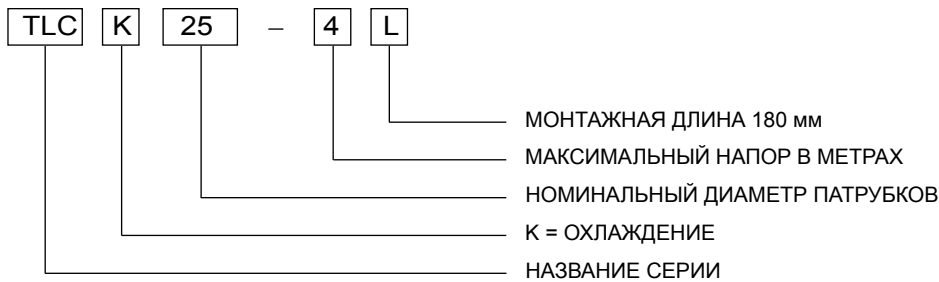 TLC K 25 – 4 L
МОНТАЖНАЯ ДЛИНА 180 мм
МАКСИМАЛЬНЫЙ НАПОР В МЕТРАХ
НОМИНАЛЬНЫЙ ДИАМЕТР ПАТРУБКОВ
К = ОХЛАЖДЕНИЕ
НАЗВАНИЕ СЕРИИ